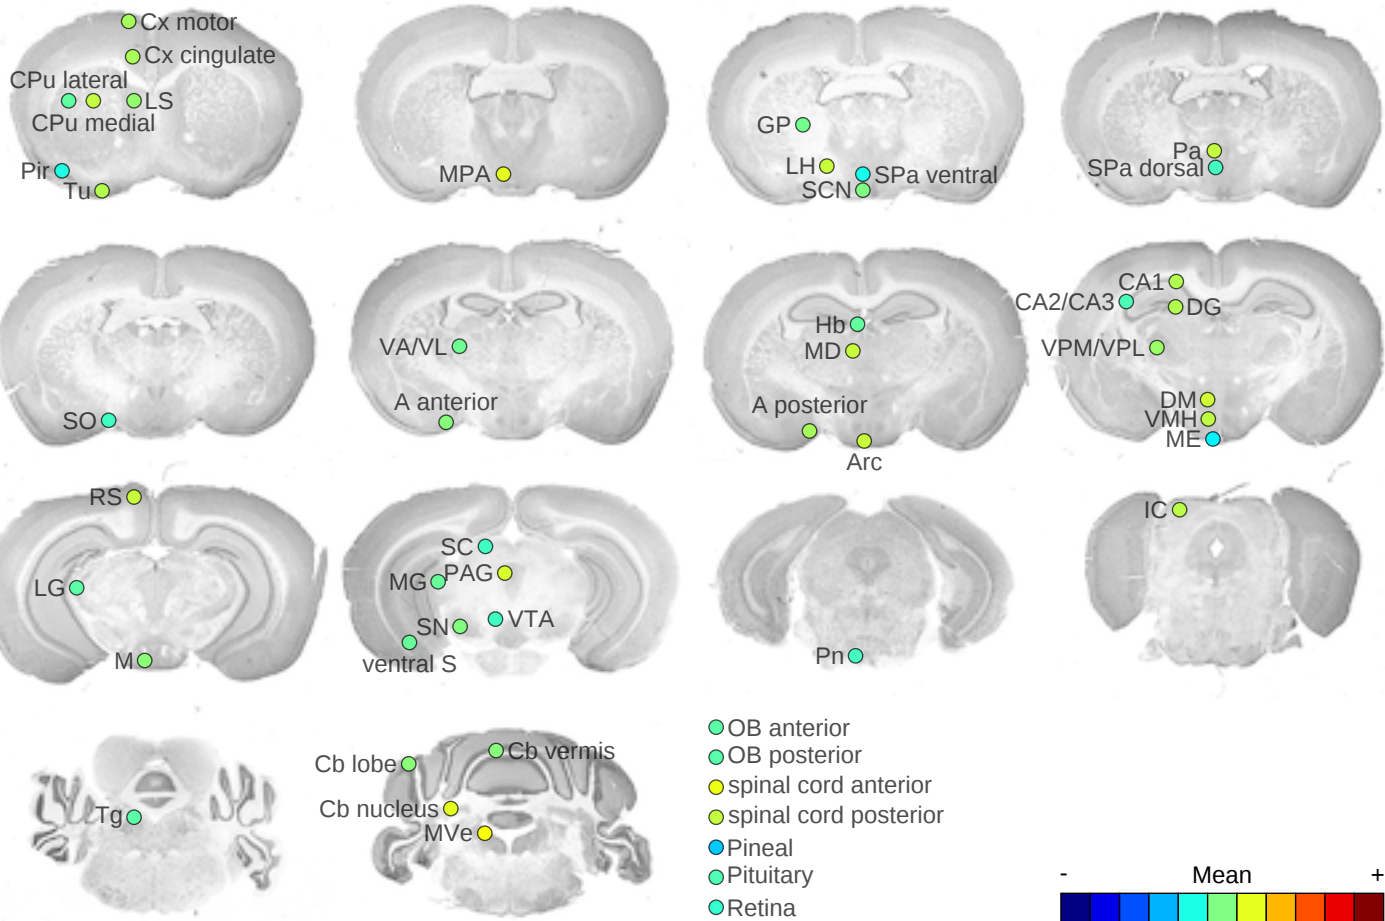 Cx motor
Cx cingulate
CPu lateral
LS
CPu medial
Pir
Tu
MPA
GP
LH
SPa ventral
SCN
Pa
SPa dorsal
SO
VA/VL
A anterior
Hb
MD
A posterior
Arc
CA1
CA2/CA3
DG
VPM/VPL
DM
VMH
ME
RS
LG
M
SC
MG
PAG
SN
VTA
ventral S
Pn
IC
Tg
Cb lobe
Cb vermis
Cb nucleus
MVe
OB anterior
OB posterior
spinal cord anterior
spinal cord posterior
Pineal
Pituitary
Retina
- Mean +